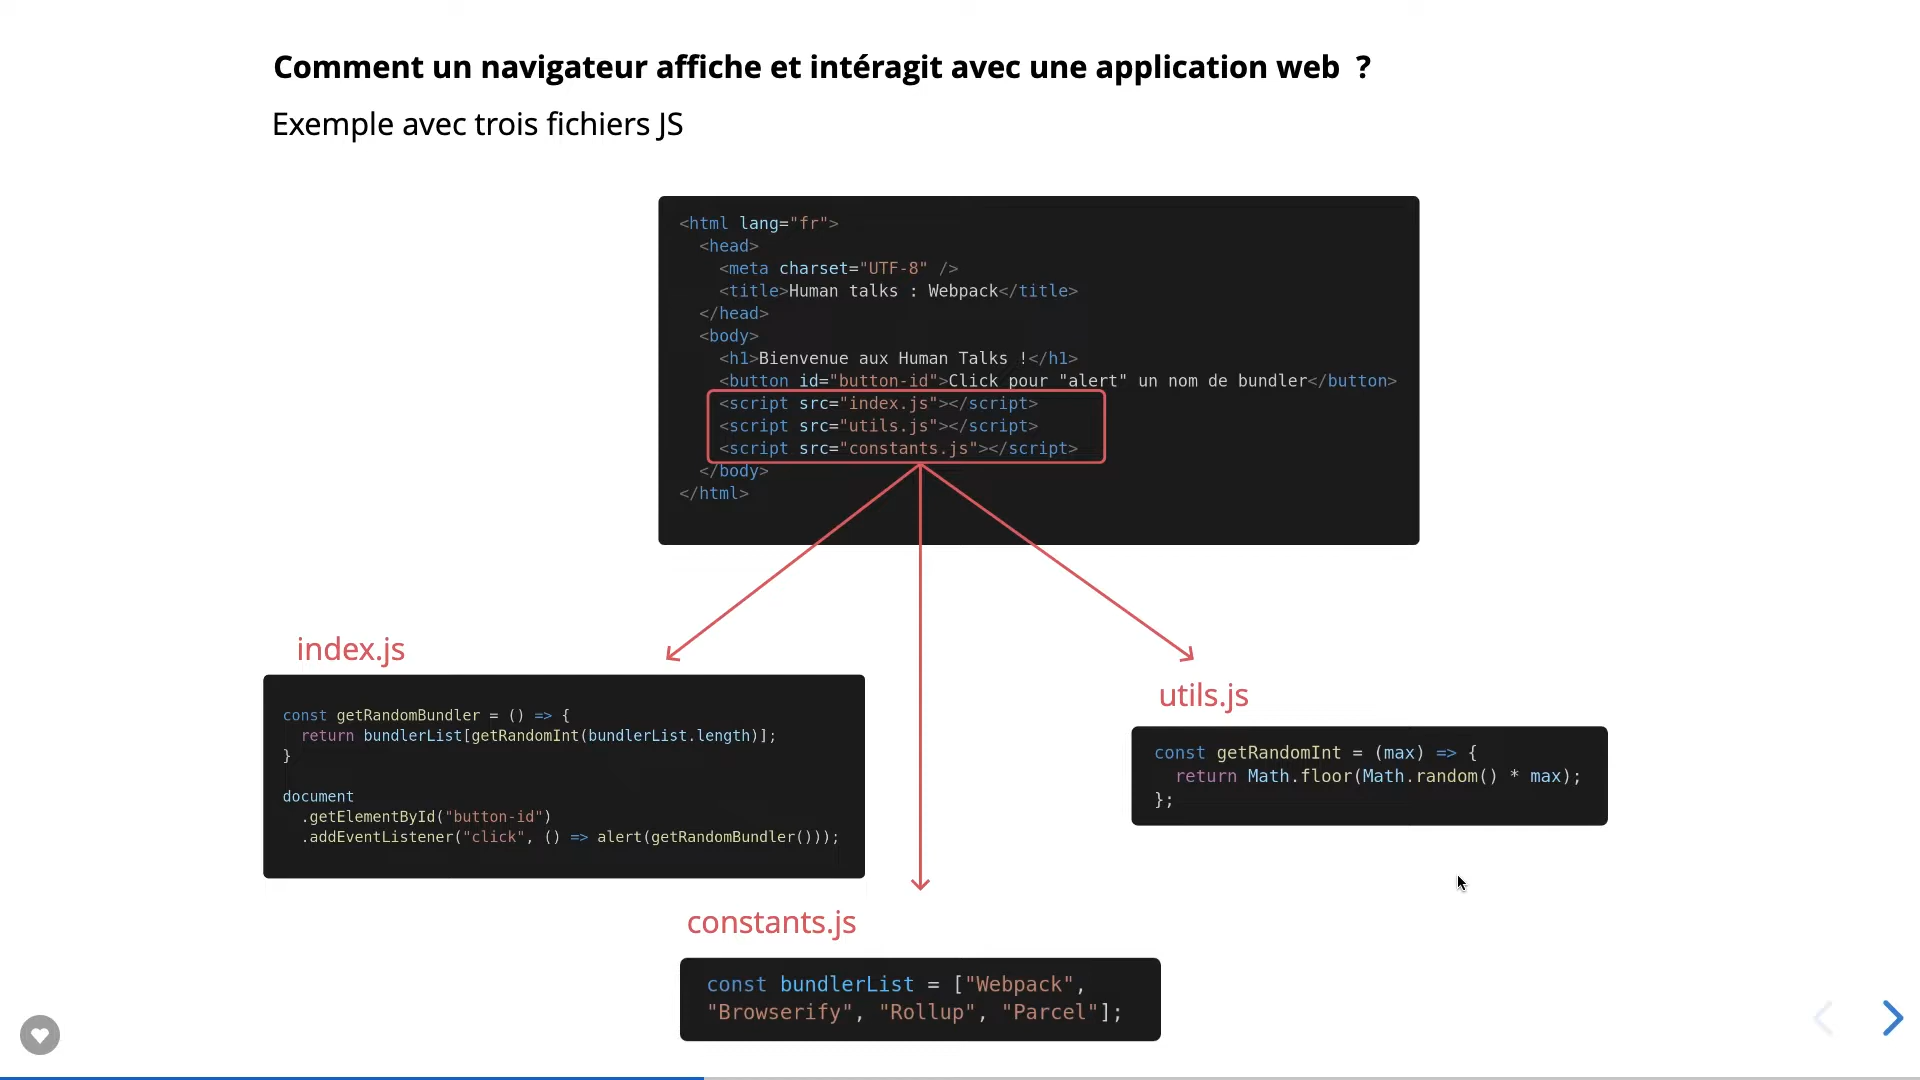 Comment un navigateur affiche et intéragit avec une application web  ?
Exemple avec trois fichiers JS
<html lang="fr">
  <head>
    <meta charset="UTF-8" />
    <title>Human talks : Webpack</title>
  </head>
  <body>
    <h1>Bienvenue aux Human Talks !</h1>
    <button id="button-id">Click pour "alert" un nom de bundler</button>
    <script src="index.js"></script>
    <script src="utils.js"></script>
    <script src="constants.js"></script>
  </body>
</html>
index.js
const getRandomBundler = () => {
  return bundlerList[getRandomInt(bundlerList.length)];
}
document
  .getElementById("button-id")
  .addEventListener("click", () => alert(getRandomBundler()));
utils.js
const getRandomInt = (max) => {
  return Math.floor(Math.random() * max);
};
constants.js
const bundlerList = ["Webpack",
"Browserify", "Rollup", "Parcel"];